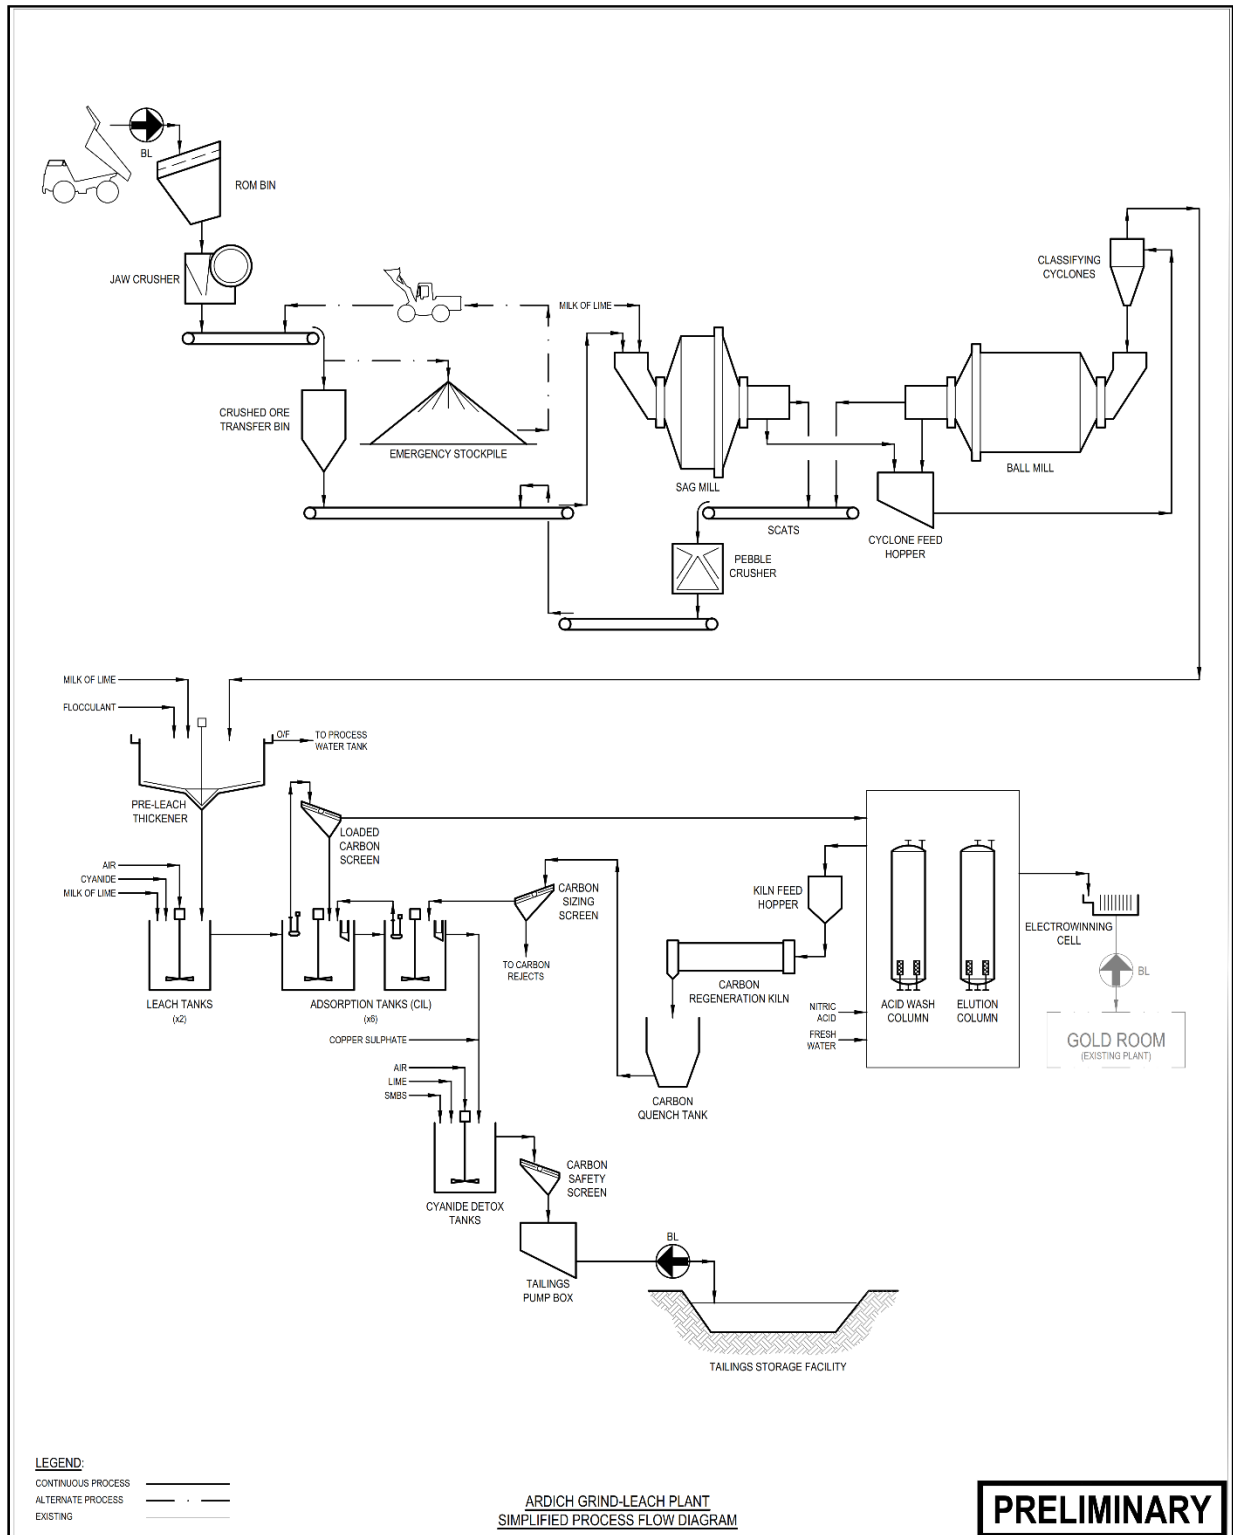 BL
ROM BIN
JAW CRUSHER
MILK OF LIME
CLASSIFYING
CYCLONES
CRUSHED ORE
TRANSFER BIN
EMERGENCY STOCKPILE
SAG MILL
BALL MILL
SCATS
CYCLONE FEED
HOPPER
PEBBLE
CRUSHER
MILK OF LIME
FLOCCULANT
O/F
TO PROCESS
WATER TANK
PRE-LEACH
THICKENER
LOADED
CARBON
SCREEN
AIR
CYANIDE
MILK OF LIME
CARBON
SIZING
SCREEN
KILN FEED
HOPPER
ELECTROWINNING
CELL
TO CARBON
REJECTS
CARBON
REGENERATION KILN
BL
LEACH TANKS
(x2)
ADSORPTION TANKS (CIL)
(x6)
NITRIC
ACID
FRESH
WATER
ACID WASH
COLUMN
ELUTION
COLUMN
GOLD ROOM
(EXISTING PLANT)
COPPER SULPHATE
AIR
LIME
SMBS
CARBON
QUENCH TANK
CARBON
SAFETY
SCREEN
CYANIDE DETOX
TANKS
BL
TAILINGS
PUMP BOX
TAILINGS STORAGE FACILITY
LEGEND:
CONTINUOUS PROCESS
ALTERNATE PROCESS
EXISTING
ARDICH GRIND-LEACH PLANT
SIMPLIFIED PROCESS FLOW DIAGRAM
PRELIMINARY